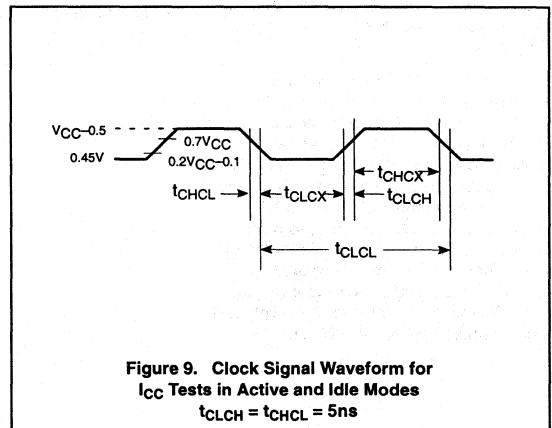 VCC–0.5
0.7VCC
0.45V
0.2VCC–0.1
tCHCX
tCHCL
tCLCX
tCLCH
tCLCL
Figure 9. Clock Signal Waveform for
ICC Tests in Active and Idle Modes
tCLCH = tCHCL = 5ns